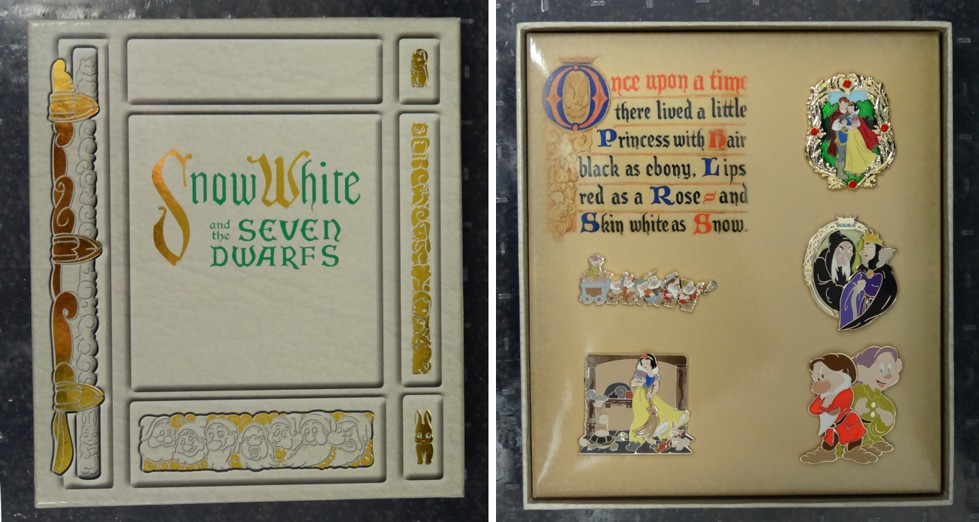 Snow White
and the SEVEN
DWARFS
Once upon a time
there lived a little
Princess with Hair
black as ebony, Lips
red as a Rose = and
Skin white as Snow.